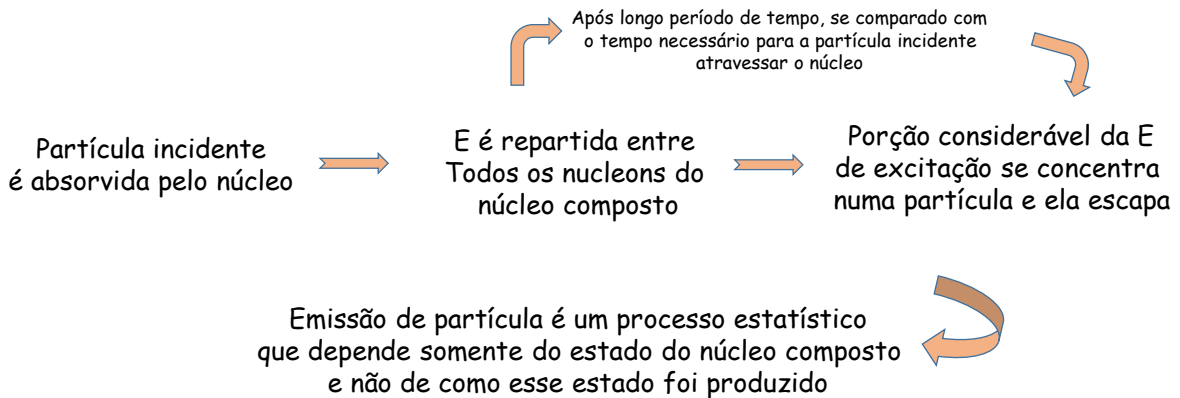 Após longo período de tempo, se comparado com
o tempo necessário para a partícula incidente
atravessar o núcleo
Partícula incidente
é absorvida pelo núcleo
E é repartida entre
Todos os nucleons do
núcleo composto
Porção considerável da E
de excitação se concentra
numa partícula e ela escapa
Emissão de partícula é um processo estatístico
que depende somente do estado do núcleo composto
e não de como esse estado foi produzido